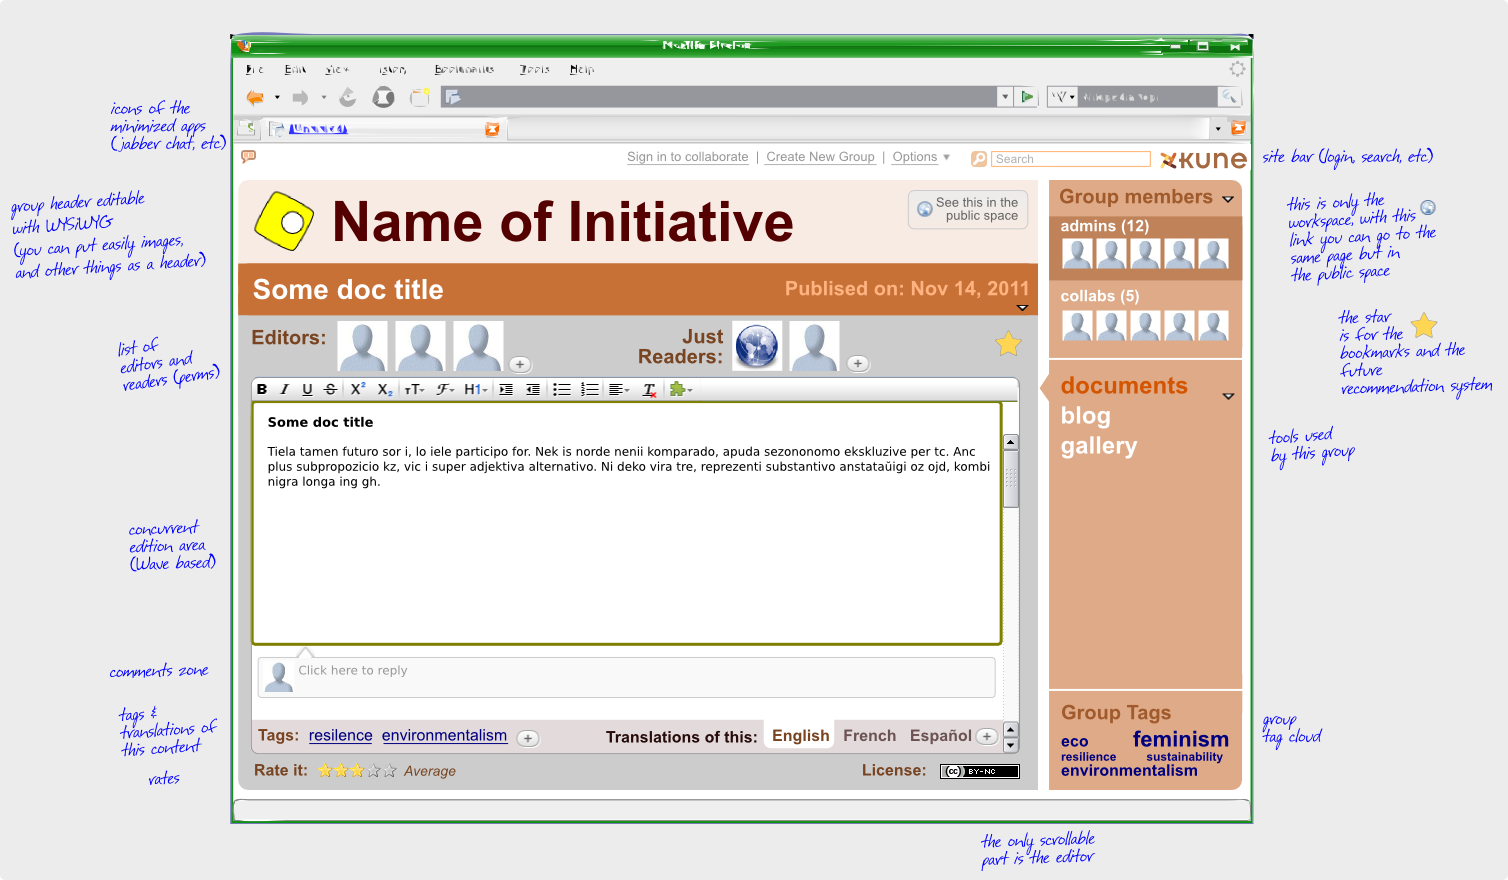 Mozilla Firefox
File Edit View History Bookmarks Tools Help
icons of the
minimized apps
(jabber chat, etc)
Sign in to collaborate | Create New Group | Options
Search
kune
site bar (login, search, etc)
group header editable
with WYSiWYG
(you can put easily images,
and other things as a header)
Name of Initiative
See this in the
public space
Group members
admins (12)
collabs (5)
this is only the
workspace, with this
link you can go to the
same page but in
the public space
Some doc title
Publised on: Nov 14, 2011
the star
is for the
bookmarks and the
future
recommendation system
list of
editors and
readers (perms)
Editors:
Just
Readers:
B I U S X² X₂ TT F H1 T
documents
blog
gallery
tools used
by this group
Some doc title
Tiela tamen futuro sor i, lo iele participo for. Nek is norde nenii komparado, apuda sezononomo ekskluzive per tc. Anc
plus subpropozicio kz, vic i super adjektiva alternativo. Ni deko vira tre, reprezenti substantivo anstataŭigi oz ojd, kombi
nigra longa ing gh.
concurrent
edition area
(Wave based)
comments zone
Click here to reply
tags &
translations of
this content
Tags: resilence environmentalism +
Translations of this: English French Español +
rates
Rate it: Average
License: (cc) BY-NC
Group Tags
eco feminism
resilience sustainability
environmentalism
group
tag cloud
the only scrollable
part is the editor